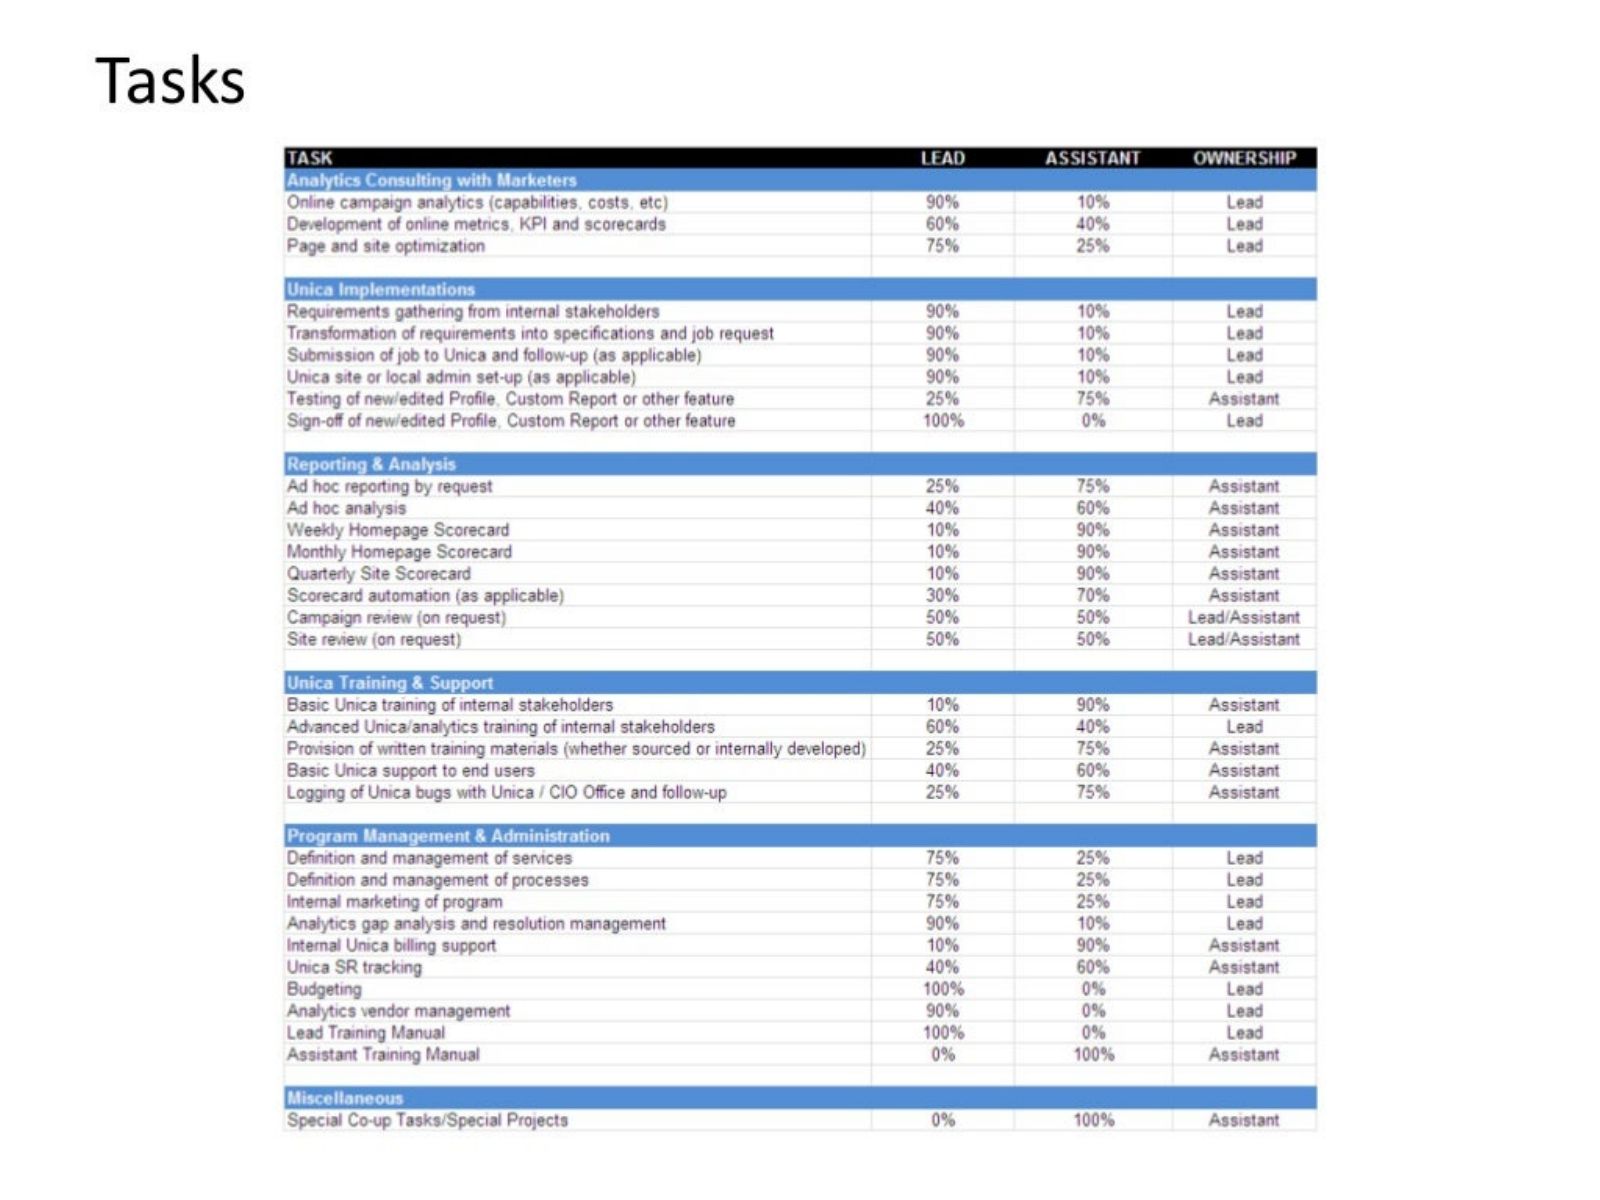 Tasks
TASK LEAD ASSISTANT OWNERSHIP
Analytics Consulting with Marketers
Online campaign analytics (capabilities, costs, etc) 90% 10% Lead
Development of online metrics, KPI and scorecards 60% 40% Lead
Page and site optimization 75% 25% Lead
Unica Implementations
Requirements gathering from internal stakeholders 90% 10% Lead
Transformation of requirements into specifications and job request 90% 10% Lead
Submission of job to Unica and follow-up (as applicable) 90% 10% Lead
Unica site or local admin set-up (as applicable) 90% 10% Lead
Testing of new/edited Profile, Custom Report or other feature 25% 75% Assistant
Sign-off of new/edited Profile, Custom Report or other feature 100% 0% Lead
Reporting & Analysis
Ad hoc reporting by request 25% 75% Assistant
Ad hoc analysis 40% 60% Assistant
Weekly Homepage Scorecard 10% 90% Assistant
Monthly Homepage Scorecard 10% 90% Assistant
Quarterly Site Scorecard 10% 90% Assistant
Scorecard automation (as applicable) 30% 70% Assistant
Campaign review (on request) 50% 50% Lead/Assistant
Site review (on request) 50% 50% Lead/Assistant
Unica Training & Support
Basic Unica training of internal stakeholders 10% 90% Assistant
Advanced Unica/analytics training of internal stakeholders 60% 40% Lead
Provision of written training materials (whether sourced or internally developed) 25% 75% Assistant
Basic Unica support to end users 40% 60% Assistant
Logging of Unica bugs with Unica / CIO Office and follow-up 25% 75% Assistant
Program Management & Administration
Definition and management of services 75% 25% Lead
Definition and management of processes 75% 25% Lead
Internal marketing of program 75% 25% Lead
Analytics gap analysis and resolution management 90% 10% Lead
Internal Unica billing support 10% 90% Assistant
Unica SR tracking 40% 60% Assistant
Budgeting 100% 0% Lead
Analytics vendor management 90% 0% Lead
Lead Training Manual 100% 0% Lead
Assistant Training Manual 0% 100% Assistant
Miscellaneous
Special Co-up Tasks/Special Projects 0% 100% Assistant